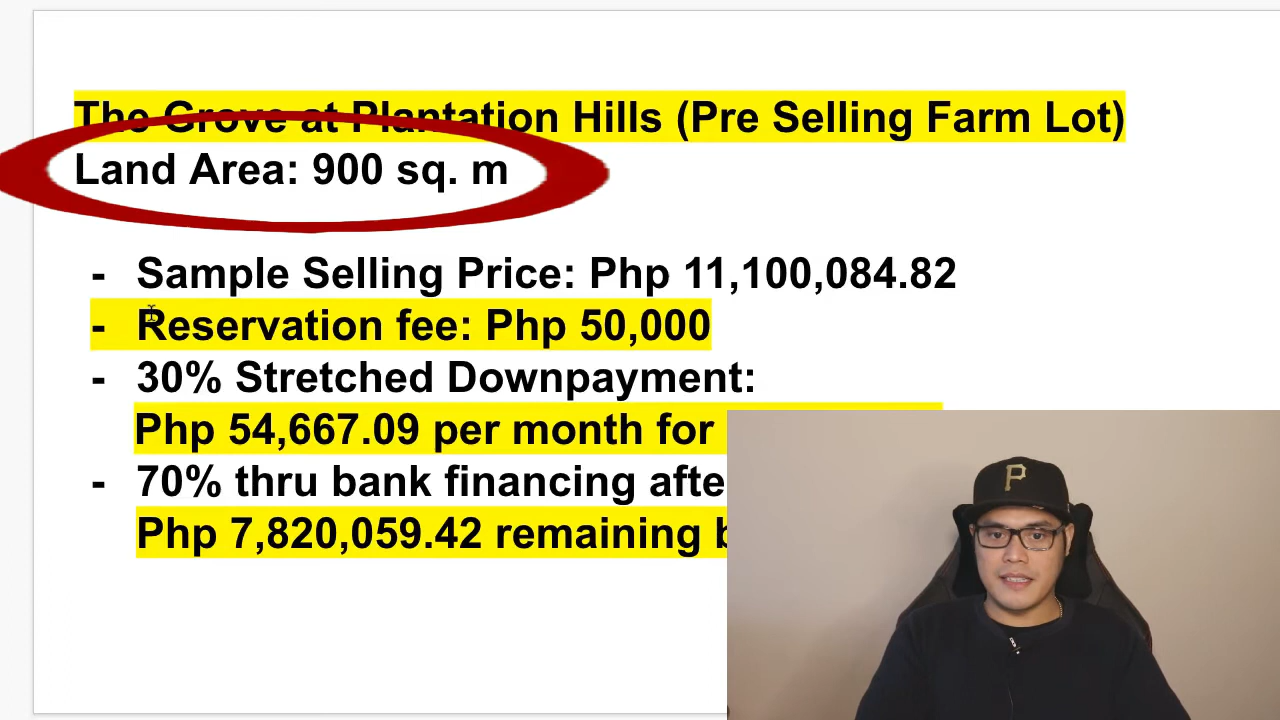 The Grove at Plantation Hills (Pre Selling Farm Lot)
Land Area: 900 sq. m
- Sample Selling Price: Php 11,100,084.82
- Reservation fee: Php 50,000
- 30% Stretched Downpayment:
Php 54,667.09 per month for
- 70% thru bank financing
Php 7,820,059.42 remaining
P